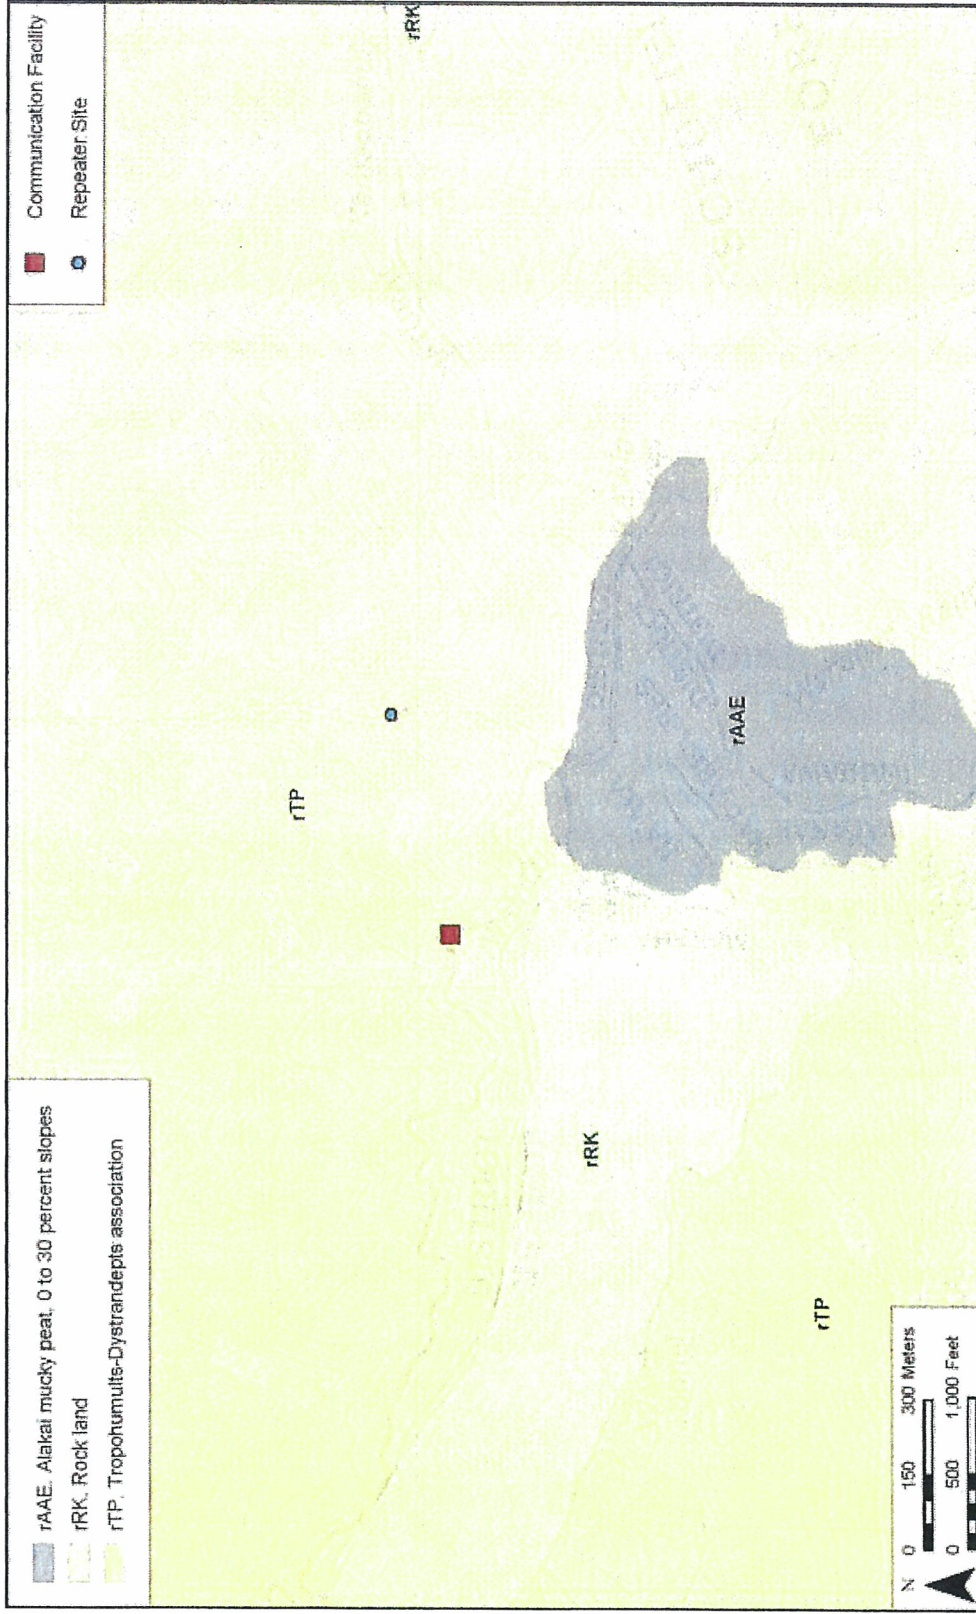 rAAE, Alakai mucky peat, 0 to 30 percent slopes
rRK, Rock land
rTP, Tropohumults-Dystrandepts association
Communication Facility
Repeater Site
rRK
rTP
rAAE
rRK
rTP
N
0 150 300 Meters
0 500 1,000 Feet